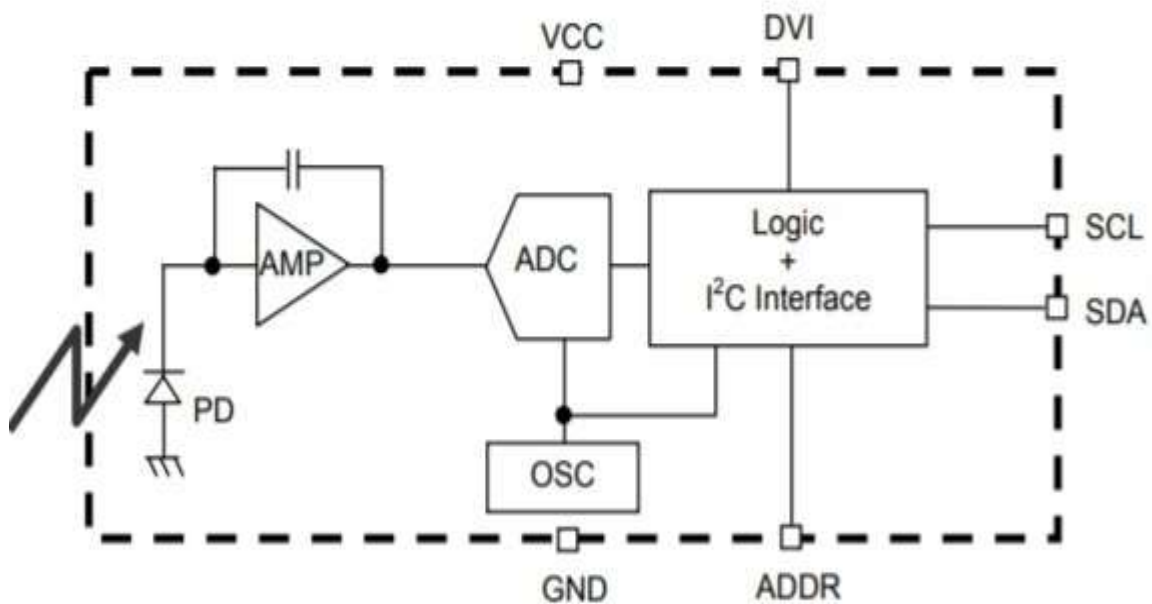 VCC
DVI
AMP
ADC
Logic
+
I²C Interface
SCL
SDA
PD
OSC
GND
ADDR